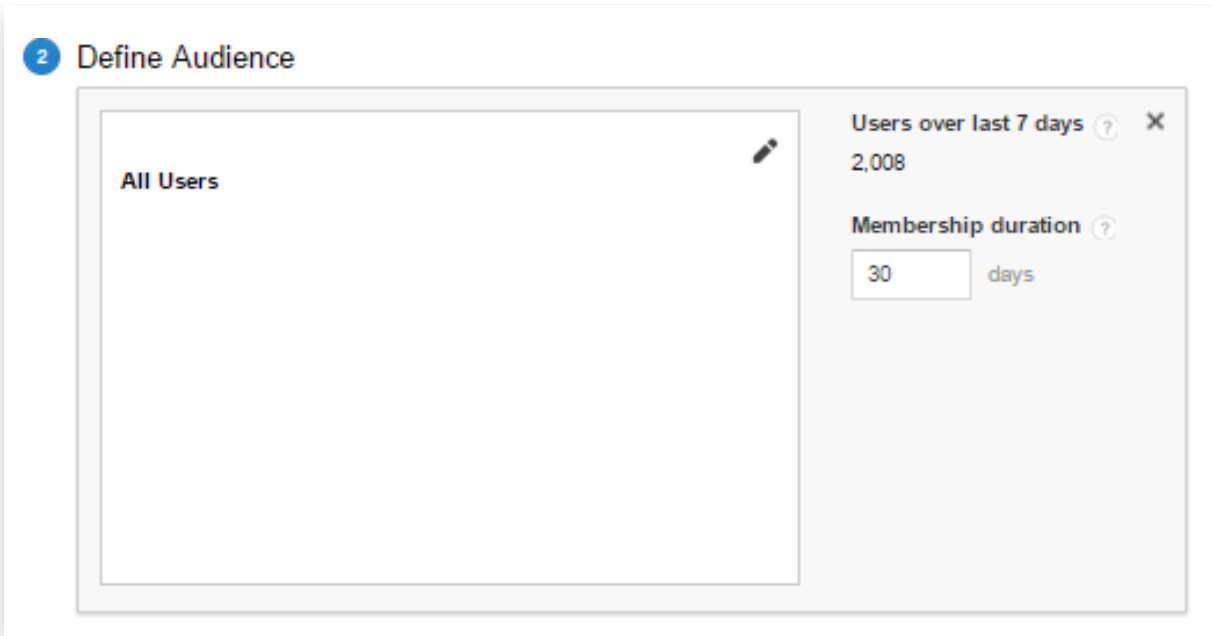 2 Define Audience
All Users
Users over last 7 days ?
2,008
Membership duration ?
30 days